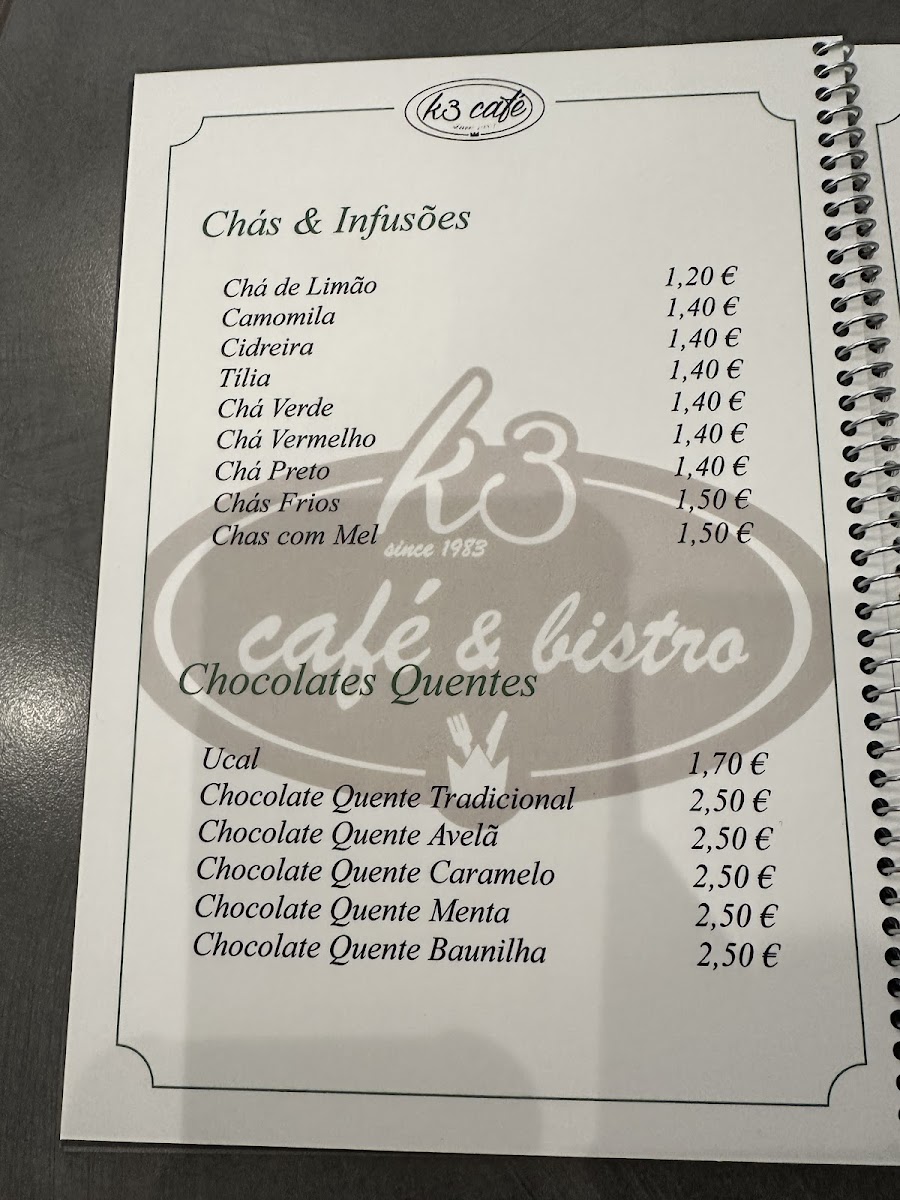 k3 café
Chás & Infusões
Chá de Limão 1,20 €
Camomila 1,40 €
Cidreira 1,40 €
Tília 1,40 €
Chá Verde 1,40 €
Chá Vermelho 1,40 €
Chá Preto 1,40 €
Chás Frios 1,50 €
Chas com Mel 1,50 €
k3
since 1983
café & bistro
Chocolates Quentes
Ucal 1,70 €
Chocolate Quente Tradicional 2,50 €
Chocolate Quente Avelã 2,50 €
Chocolate Quente Caramelo 2,50 €
Chocolate Quente Menta 2,50 €
Chocolate Quente Baunilha 2,50 €